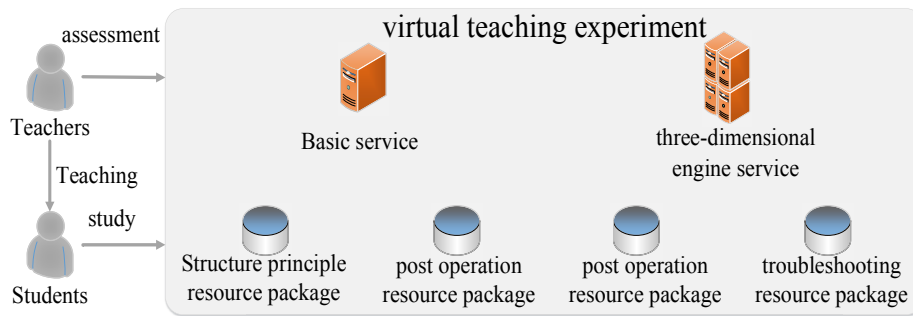 assessment
virtual teaching experiment
Teachers
Basic service
three-dimensional
engine service
Teaching
study
Students
Structure principle
resource package
post operation
resource package
post operation
resource package
troubleshooting
resource package